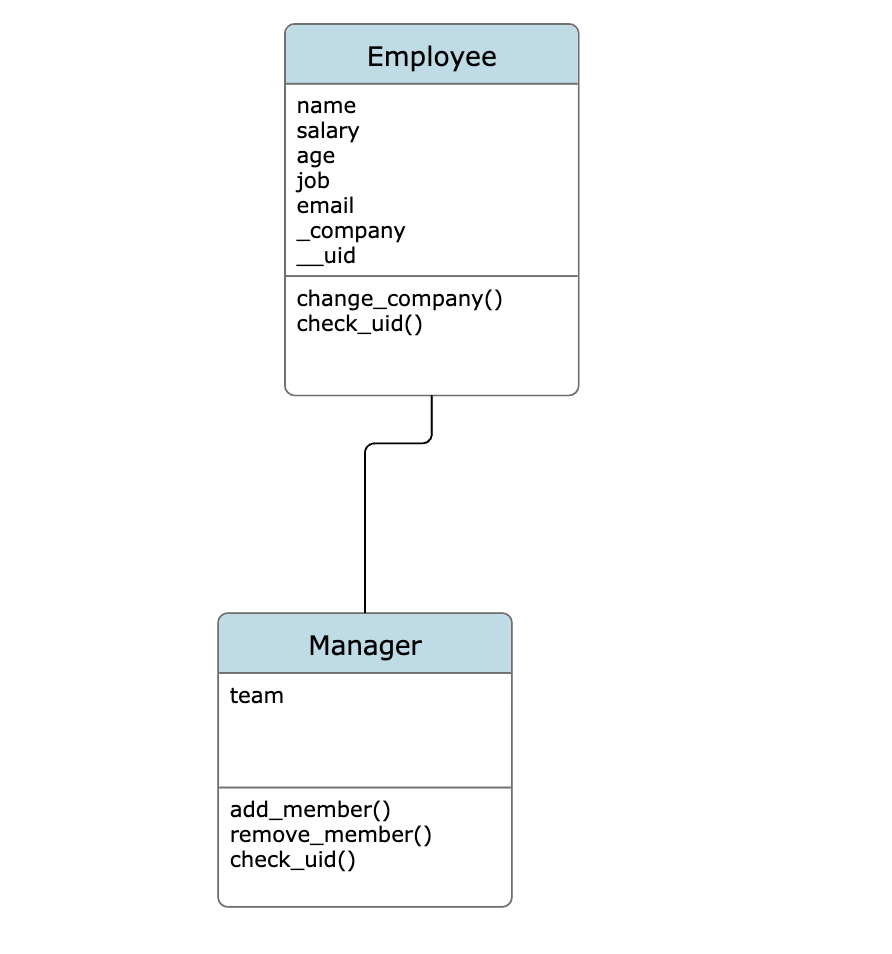 Employee
name
salary
age
job
email
_company
__uid
change_company()
check_uid()
Manager
team
add_member()
remove_member()
check_uid()